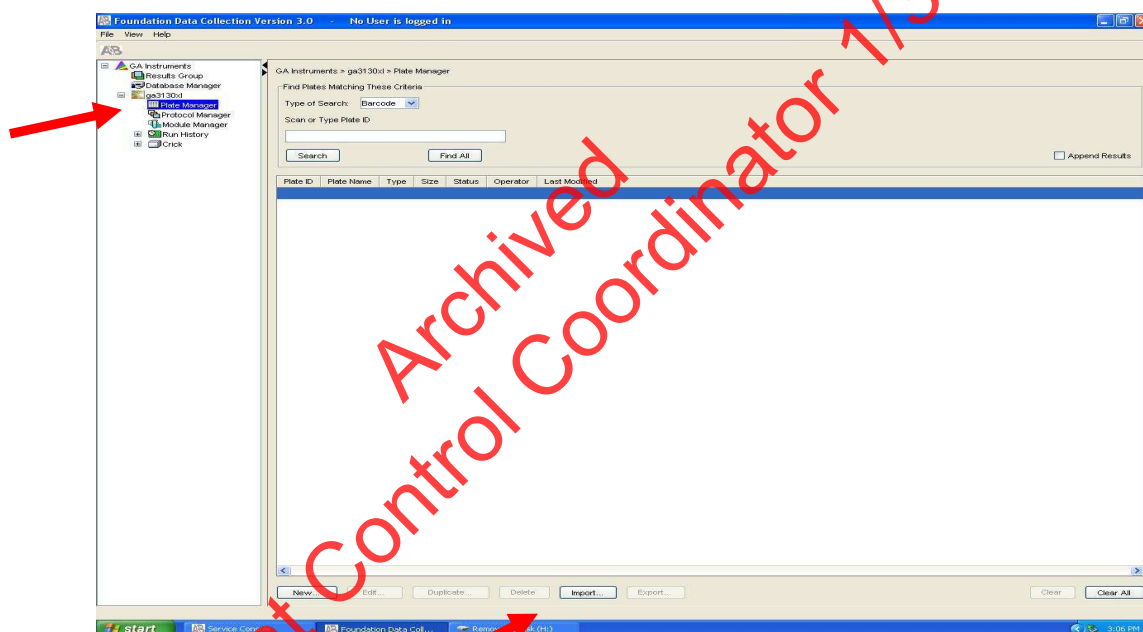 Foundation Data Collection Version 3.0 - No User is logged in
File View Help
AB
GA Instruments
Results Group
Database Manager
ga3130xl
Plate Manager
Protocol Manager
Module Manager
Run History
Crick
GA Instruments > ga3130xl > Plate Manager
Find Plates Matching These Criteria
Type of Search: Barcode
Scan or Type Plate ID
Search Find All Append Results
Plate ID Plate Name Type Size Status Operator Last Modified
New... Edit... Duplicate... Delete Import... Export... Clear Clear All
start Service Con Foundation Data Coll... (H:) 3:06 PM
Archived
Control Coordinator